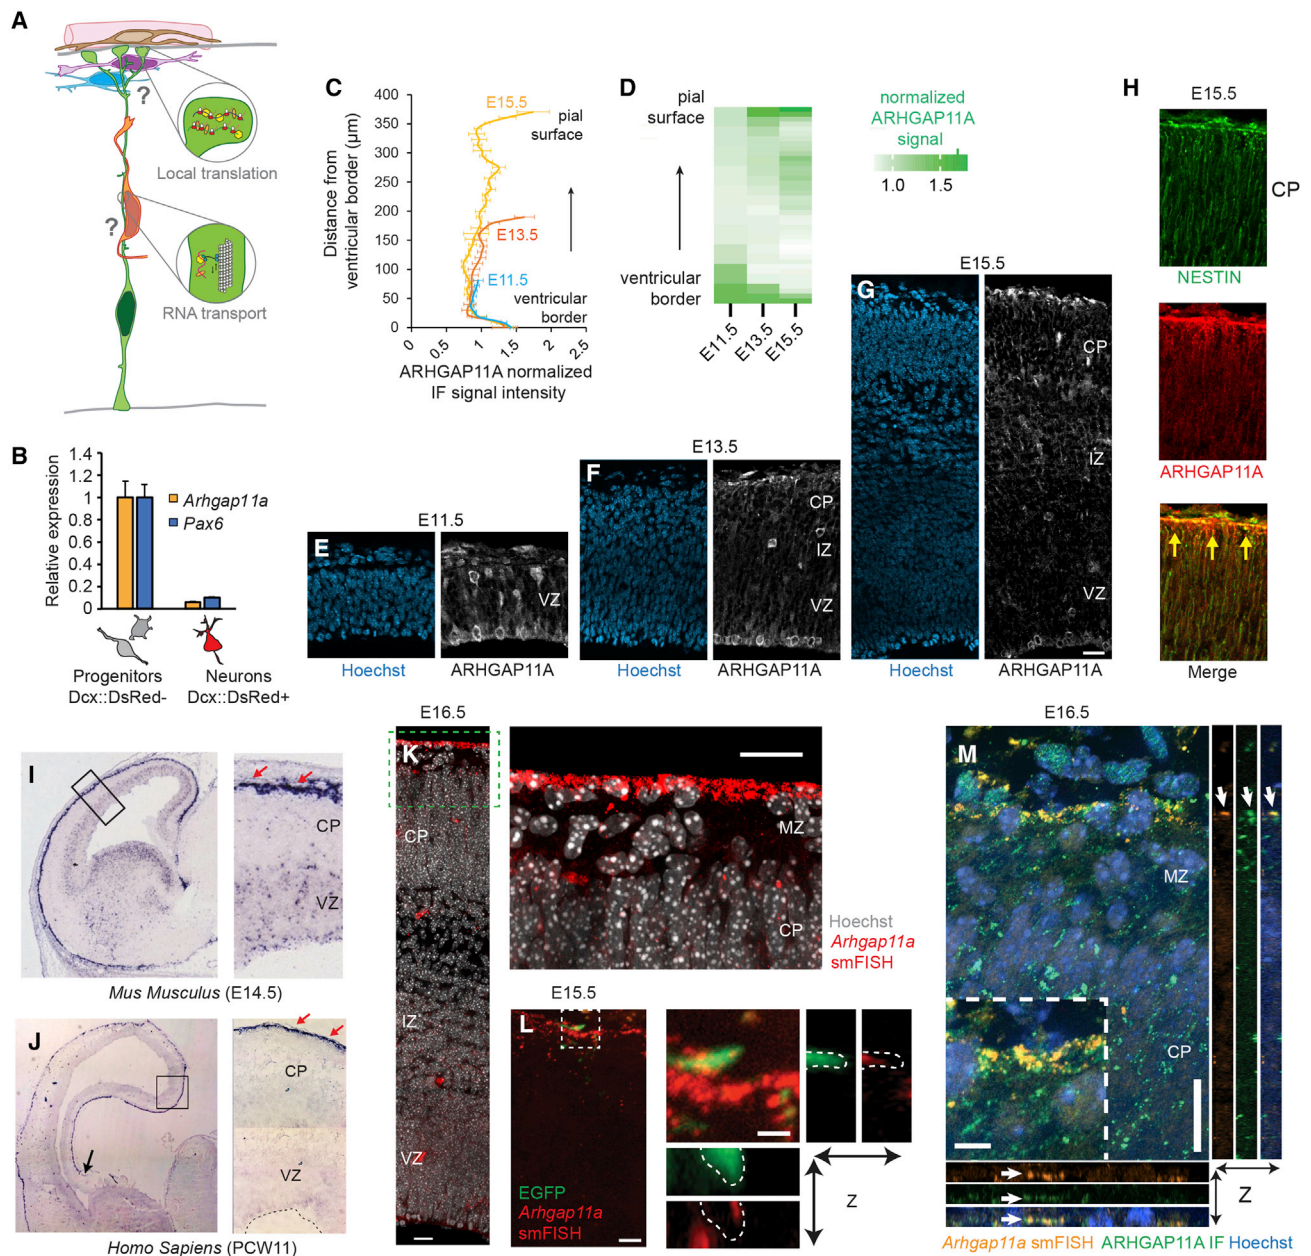 A
?
Local translation
?
RNA transport
B
Relative expression
1.4
1.2
1
0.8
0.6
0.4
0.2
0
Arhgap11a
Pax6
Progenitors
Dcx::DsRed-
Neurons
Dcx::DsRed+
C
Distance from
ventricular border (µm)
400
350
300
250
200
150
100
50
0
E15.5
pial
surface
E13.5
E11.5
ventricular
border
0
0.5
1
1.5
2
2.5
ARHGAP11A normalized
IF signal intensity
D
pial
surface
ventricular
border
E11.5
E13.5
E15.5
normalized
ARHGAP11A
signal
1.0
1.5
E11.5
E
VZ
Hoechst
ARHGAP11A
E13.5
F
CP
IZ
VZ
Hoechst
ARHGAP11A
E15.5
G
CP
IZ
VZ
Hoechst
ARHGAP11A
H
E15.5
CP
NESTIN
ARHGAP11A
Merge
I
CP
VZ
Mus Musculus (E14.5)
J
CP
VZ
Homo Sapiens (PCW11)
E16.5
K
CP
IZ
VZ
MZ
CP
Hoechst
Arhgap11a
smFISH
E15.5
L
EGFP
Arhgap11a
smFISH
Z
E16.5
M
MZ
CP
Z
Arhgap11a smFISH ARHGAP11A IF Hoechst